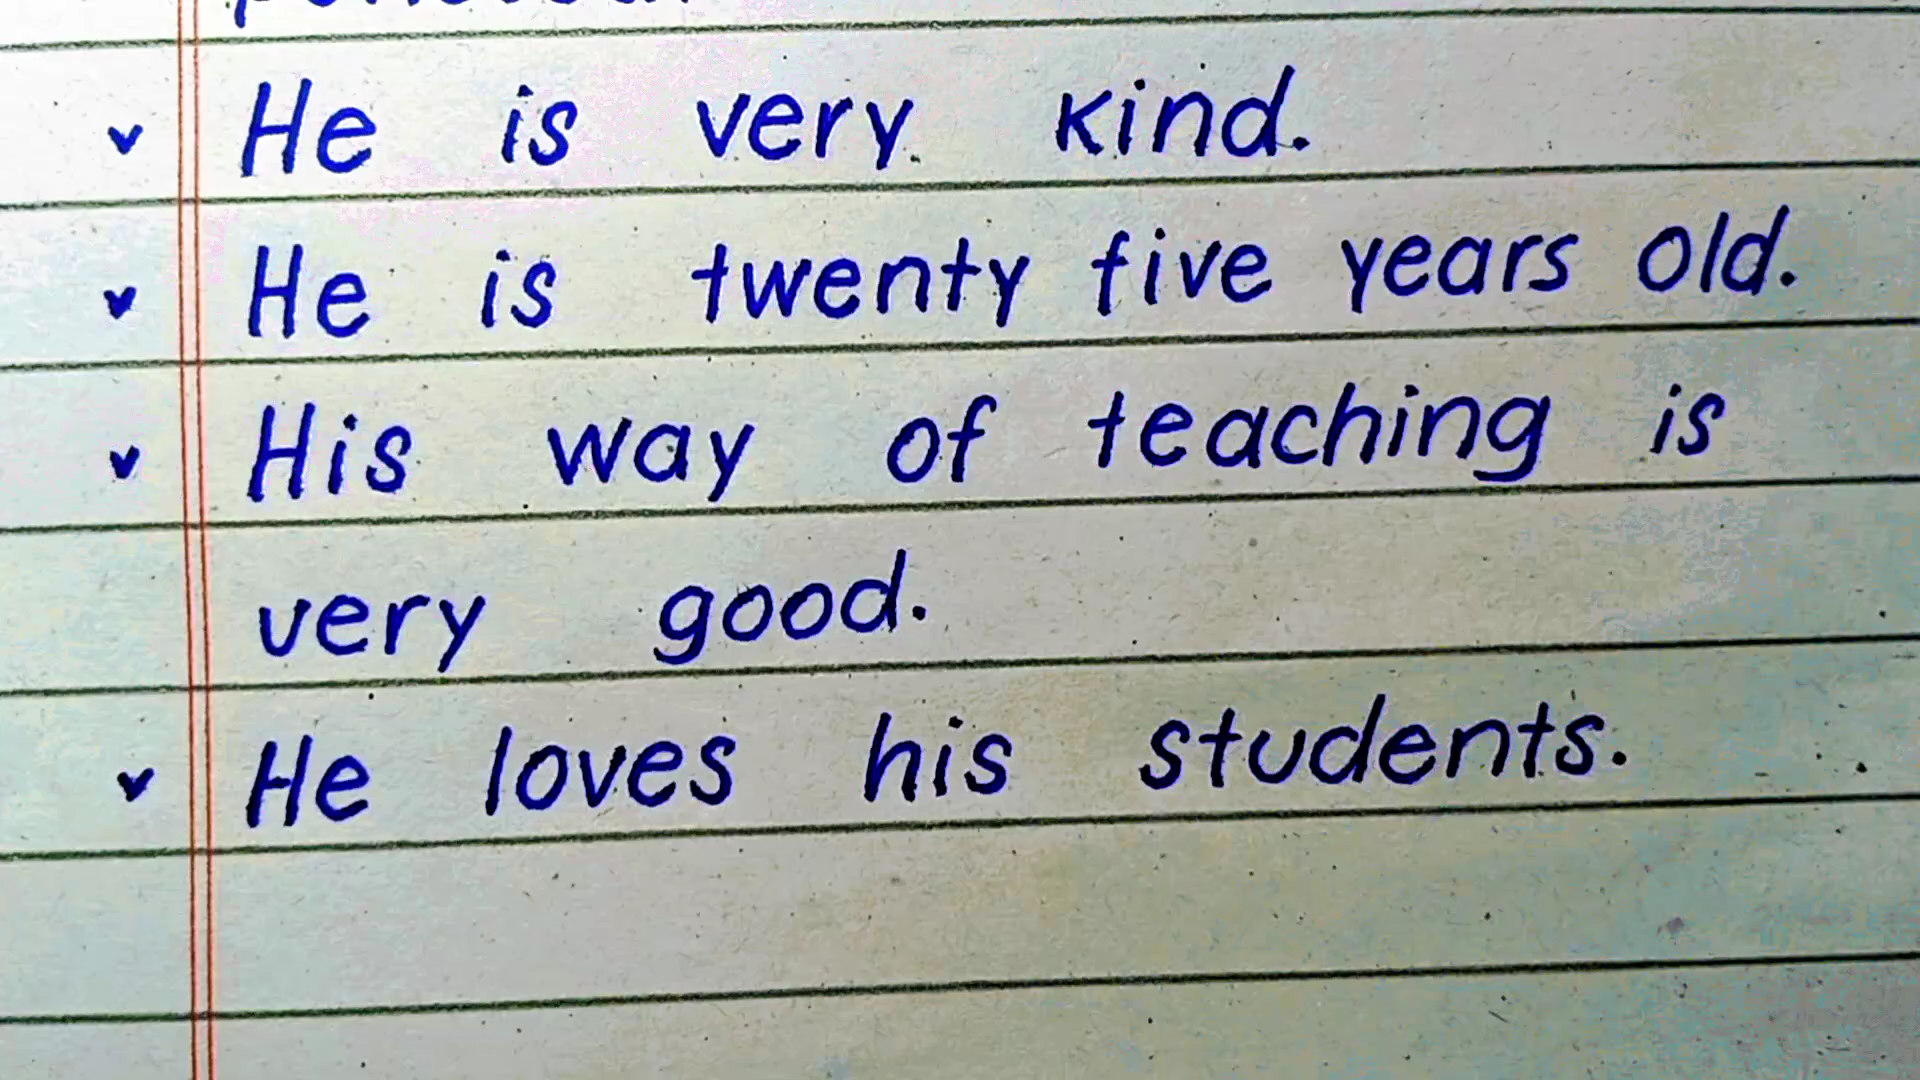 He is very kind.
He is twenty five years old.
His way of teaching is
very good.
He loves his students.